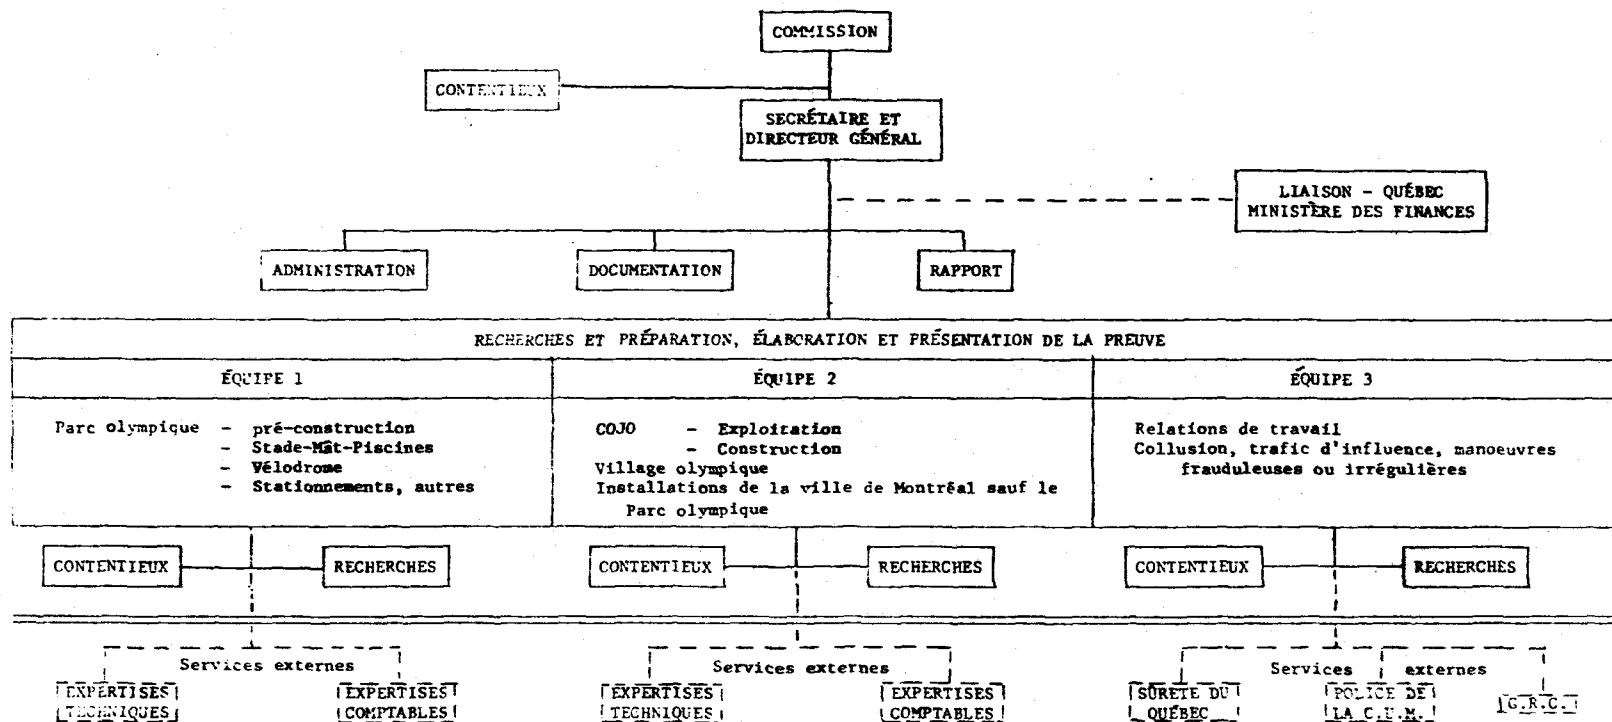 COMMISSION
CONTENTIEUX
SECRÉTAIRE ET
DIRECTEUR GÉNÉRAL
LIAISON - QUÉBEC
MINISTÈRE DES FINANCES
ADMINISTRATION
DOCUMENTATION
RAPPORT
RECHERCHES ET PRÉPARATION, ÉLABORATION ET PRÉSENTATION DE LA PREUVE
ÉQUIPE 1
ÉQUIPE 2
ÉQUIPE 3
Parc olympique - pré-construction
- Stade-Mât-Piscines
- Vélodrome
- Stationnements, autres
COJO - Exploitation
- Construction
Village olympique
Installations de la ville de Montréal sauf le
Parc olympique
Relations de travail
Collusion, trafic d'influence, manoeuvres
frauduleuses ou irrégulières
CONTENTIEUX
RECHERCHES
CONTENTIEUX
RECHERCHES
CONTENTIEUX
RECHERCHES
Services externes
EXPERTISES
TECHNIQUES
EXPERTISES
COMPTABLES
Services externes
EXPERTISES
TECHNIQUES
EXPERTISES
COMPTABLES
Services externes
SÛRETÉ DU
QUÉBEC
POLICE DE
LA C.U.M.
G.R.C.